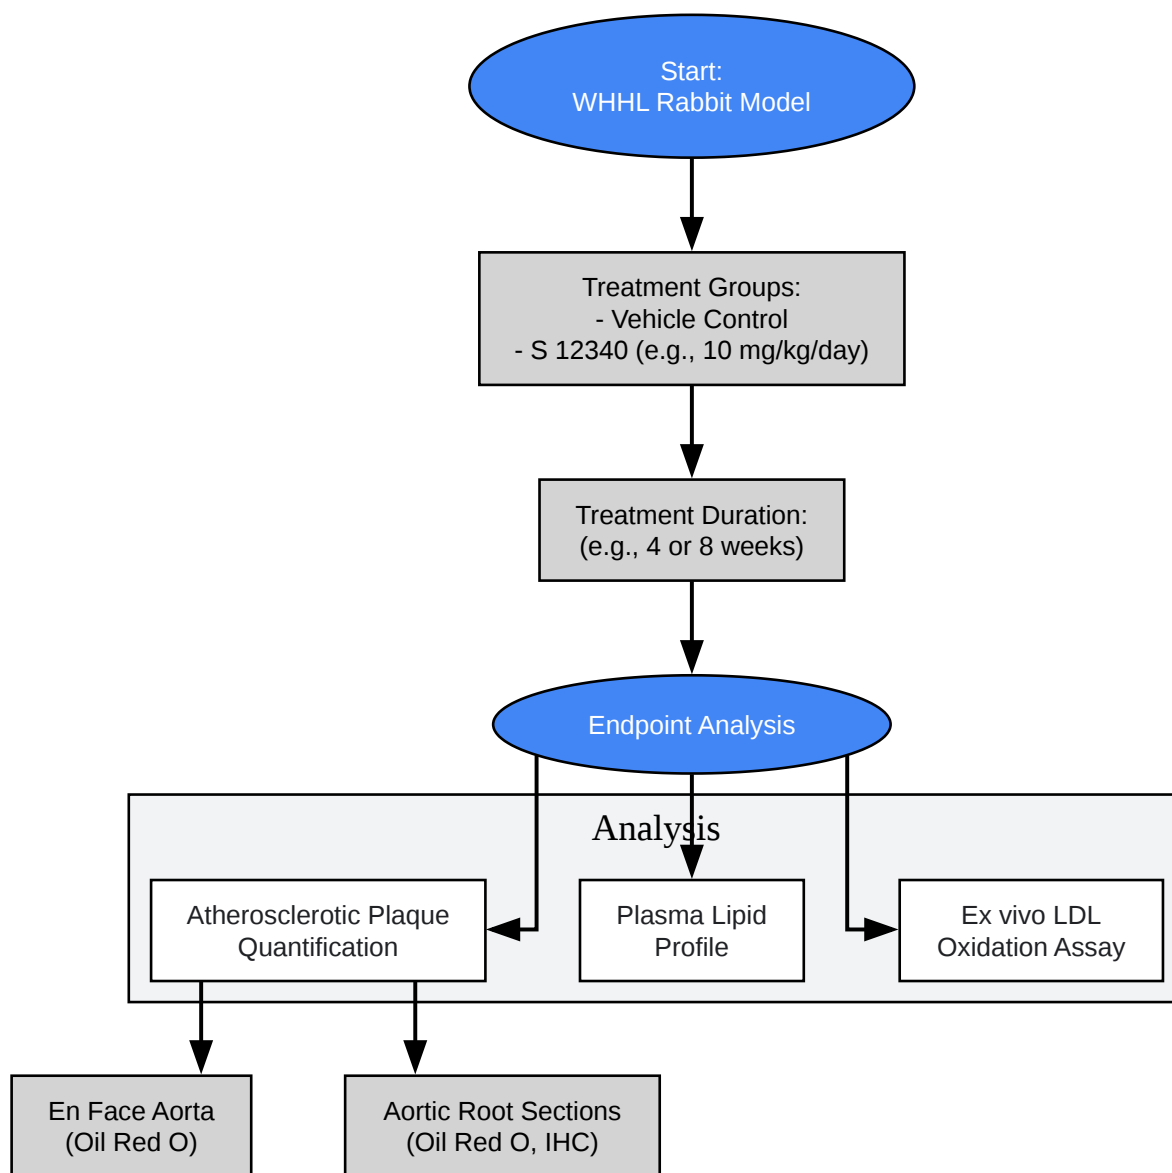 Start:
WHHL Rabbit Model
Treatment Groups:
- Vehicle Control
- S 12340 (e.g., 10 mg/kg/day)
Treatment Duration:
(e.g., 4 or 8 weeks)
Endpoint Analysis
Analysis
Atherosclerotic Plaque
Quantification
Plasma Lipid
Profile
Ex vivo LDL
Oxidation Assay
En Face Aorta
(Oil Red O)
Aortic Root Sections
(Oil Red O, IHC)